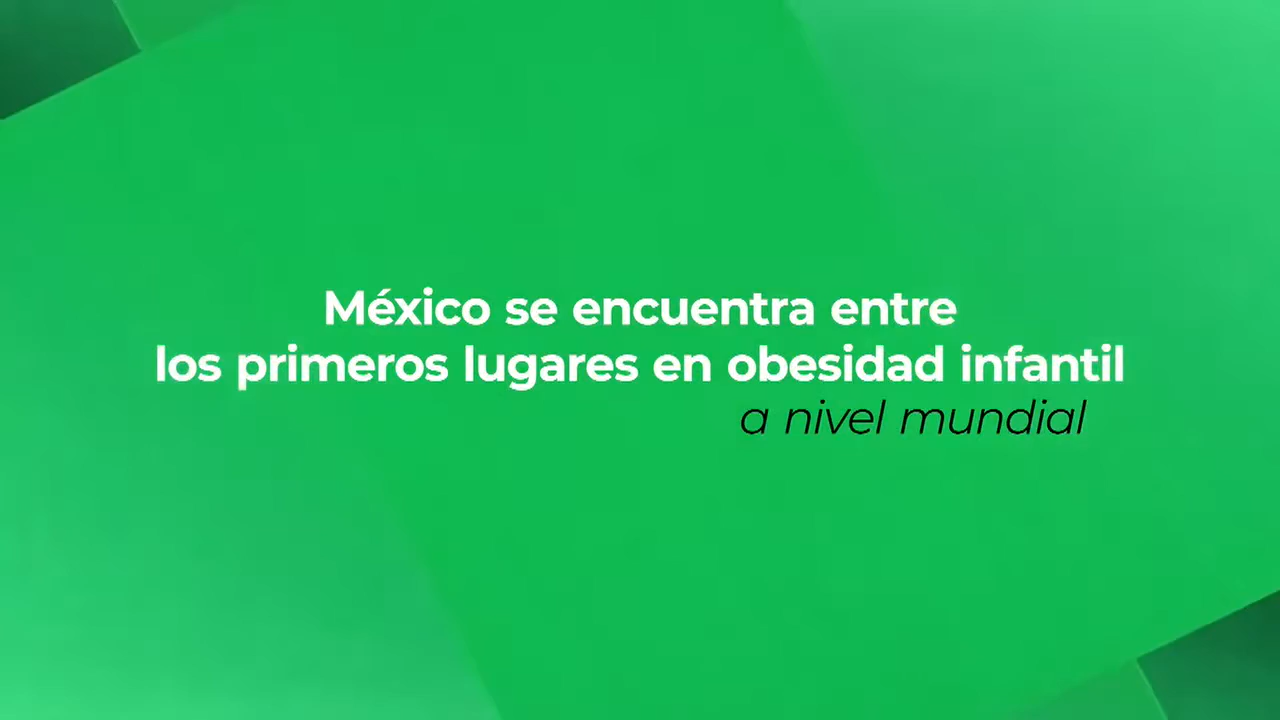 México se encuentra entre
los primeros lugares en obesidad infantil
a nivel mundial